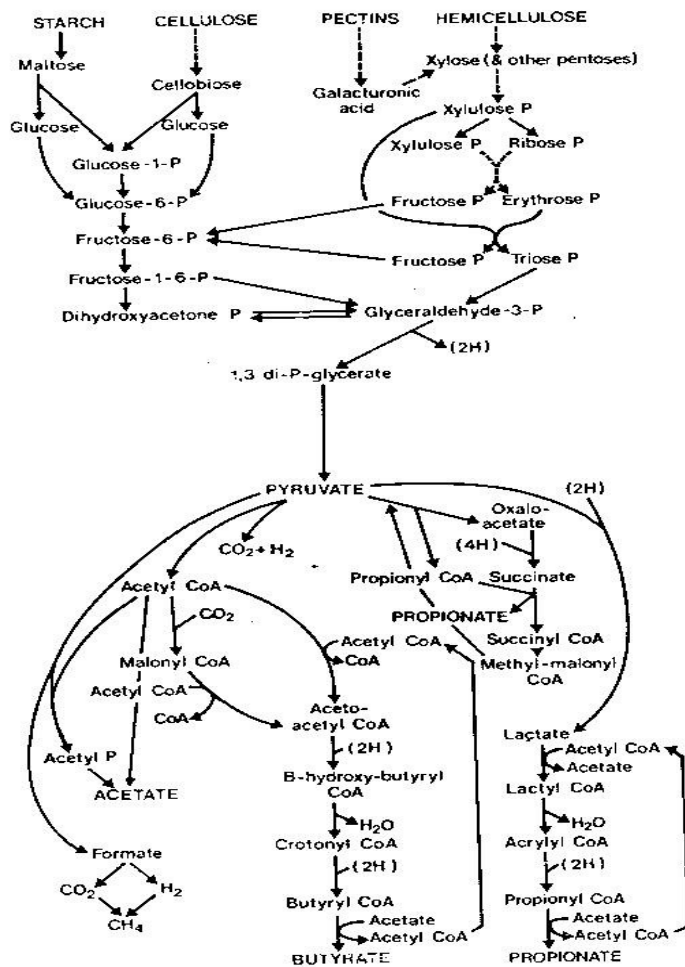 STARCH CELLULOSE PECTINS HEMICELLULOSE
Maltose Xylose (& other pentoses)
Cellobiose Galacturonic
acid
Xylulose P
Glucose Glucose
Xylulose P Ribose P
Glucose-1-P
Glucose-6-P Fructose P Erythrose P
Fructose-6-P
Fructose P Triose P
Fructose-1-6-P
Dihydroxyacetone P Glyceraldehyde-3-P
(2H)
1,3 di-P-glycerate
PYRUVATE (2H)
Oxalo-
acetate
CO2 + H2 (4H)
Acetyl CoA Propionyl CoA Succinate
CO2 PROPIONATE
Acetyl CoA Succinyl CoA
Malonyl CoA CoA Methyl-malonyl
CoA
Acetyl CoA
CoA Aceto-
acetyl CoA
Lactate
Acetyl P (2H) Acetyl CoA
Acetate
ACETATE B-hydroxy-butyryl
CoA
Lactyl CoA
H2O H2O
Formate Crotonyl CoA Acrylyl CoA
(2H) (2H)
CO2 H2
Butyryl CoA Propionyl CoA
CH4 Acetate Acetate
Acetyl CoA Acetyl CoA
BUTYRATE PROPIONATE